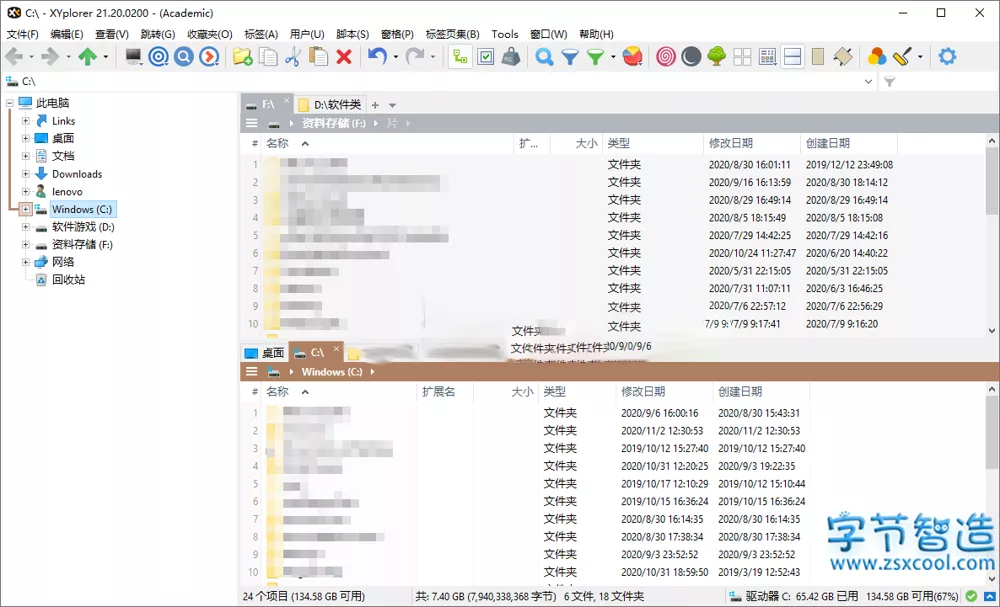 C:\ - XYplorer 21.20.0200 - (Academic)
文件(F) 编辑(E) 查看(V) 跳转(G) 收藏夹(O) 标签(A) 用户(U) 脚本(S) 窗格(P) 标签页集(B) Tools 窗口(W) 帮助(H)
C:\
此电脑
Links
桌面
文档
Downloads
lenovo
Windows (C:)
软件游戏 (D:)
资料存储 (F:)
网络
回收站
F:\ D:\软件类
资料存储 (F:) 片
# 名称 扩... 大小 类型 修改日期 创建日期
1 文件夹 2020/8/30 16:01:11 2019/12/12 23:49:08
2 文件夹 2020/9/16 16:13:59 2020/8/30 18:14:12
3 文件夹 2020/8/29 16:49:14 2020/8/29 16:49:14
4 文件夹 2020/8/5 18:15:49 2020/8/5 18:15:08
5 文件夹 2020/7/29 14:42:25 2020/7/29 14:42:16
6 文件夹 2020/10/24 11:27:47 2020/6/20 14:40:22
7 文件夹 2020/5/31 22:15:05 2020/5/31 22:15:05
8 文件夹 2020/7/31 11:07:11 2020/6/3 16:46:25
9 文件夹 2020/7/6 22:57:12 2020/7/6 22:56:29
10 文件夹 9:17:41 2020/7/9 9:16:20
文件夹
桌面 C:\
Windows (C:)
# 名称 扩展名 大小 类型 修改日期 创建日期
1 文件夹 2020/9/6 16:00:16 2020/8/30 15:43:31
2 文件夹 2020/11/2 12:30:53 2020/11/2 12:30:53
3 文件夹 2019/10/12 15:27:40 2019/10/12 15:27:40
4 文件夹 2020/10/31 12:20:25 2020/9/3 19:22:35
5 文件夹 2019/10/17 12:10:29 2019/10/12 15:10:44
6 文件夹 2019/10/15 16:36:24 2019/10/15 16:36:24
7 文件夹 2020/8/30 16:14:35 2020/8/30 16:14:35
8 文件夹 2020/8/30 17:38:34 2020/8/30 17:38:34
9 文件夹 2020/9/3 23:52:52 2020/9/3 23:52:52
10 文件夹 2020/10/31 18:59:50 2019/3/19 12:52:43
字节智造
www.zsxcool.com
24 个项目 (134.58 GB 可用) 共: 7.40 GB (7,940,338,368 字节) 6 文件, 18 文件夹 驱动器 C: 65.42 GB 已用 134.58 GB 可用(67%)